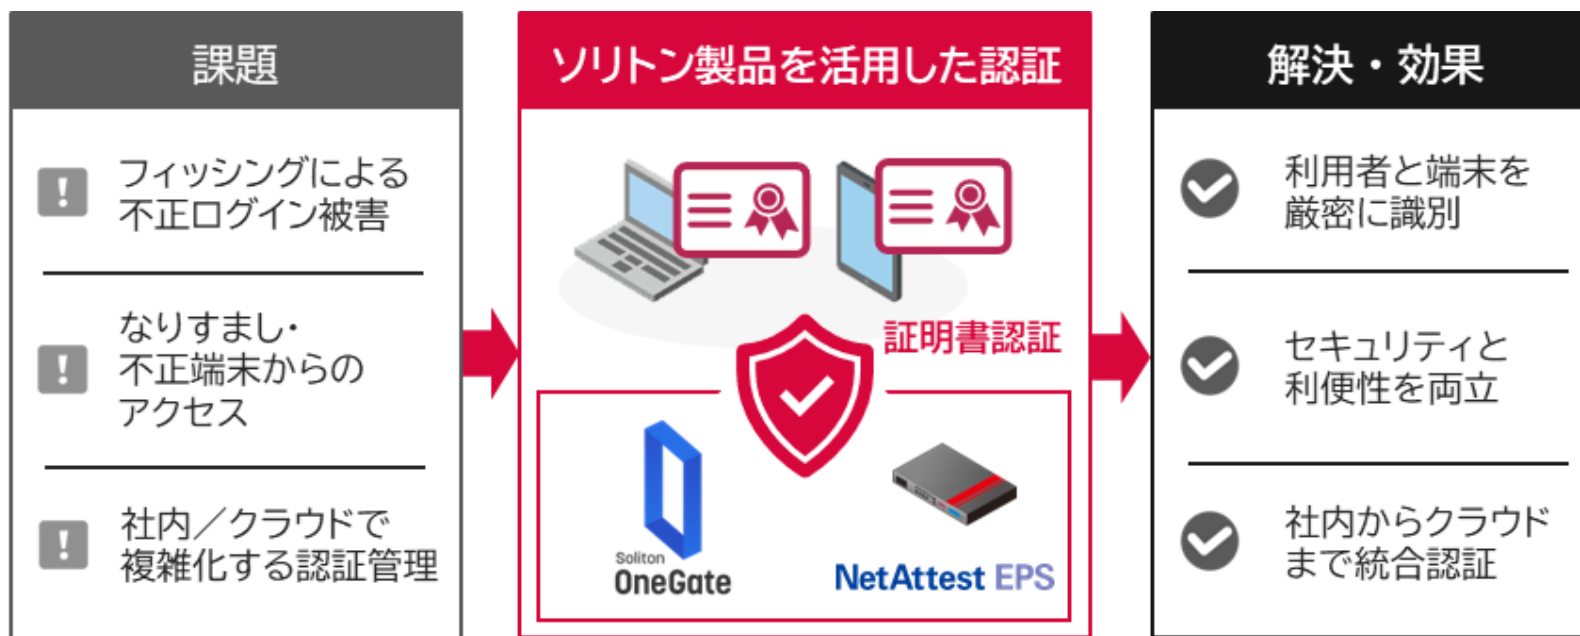 課題
フィッシングによる
不正ログイン被害
なりすまし・
不正端末からの
アクセス
社内／クラウドで
複雑化する認証管理
ソリトン製品を活用した認証
証明書認証
Soliton
OneGate
NetAttest EPS
解決・効果
利用者と端末を
厳密に識別
セキュリティと
利便性を両立
社内からクラウド
まで統合認証